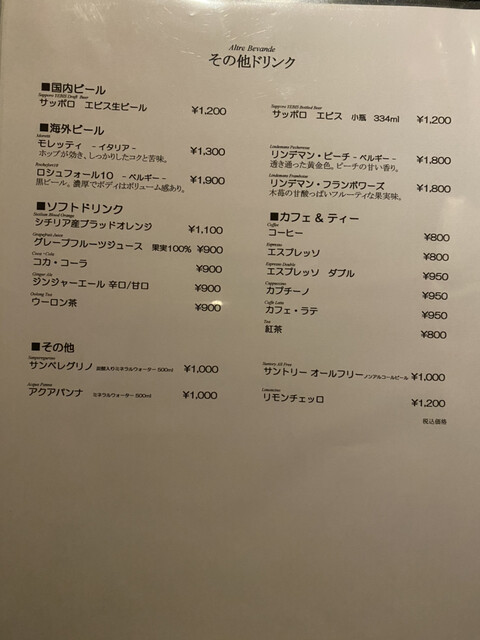 Altre Bevande
その他ドリンク
■国内ビール
Sapporo YEBIS Draft Beer
サッポロ エビス生ビール ¥1,200
Sapporo YEBIS Bottled Beer
サッポロ エビス 小瓶 334ml ¥1,200
■海外ビール
Moretti
モレッティ -イタリア- ¥1,300
ホップが効き、しっかりしたコクと苦味。
Rochefort10
ロシュフォール10 -ベルギー- ¥1,900
黒ビール。濃厚でボディはボリューム感あり。
Lindemans Pecheresse
リンデマン・ピーチ -ベルギー- ¥1,800
透き通った黄金色。ピーチの甘い香り。
Lindemans Framboise
リンデマン・フランボワーズ ¥1,800
木苺の甘酸っぱいフルーティな果実味。
■ソフトドリンク
Sicilian Blood Orange
シチリア産ブラッドオレンジ ¥1,100
Grapefruit Juice
グレープフルーツジュース 果実100% ¥900
Coca-Cola
コカ・コーラ ¥900
Ginger Ale
ジンジャーエール 辛口/甘口 ¥900
Oolong Tea
ウーロン茶 ¥900
■カフェ & ティー
Coffee
コーヒー ¥800
Espresso
エスプレッソ ¥800
Espresso Double
エスプレッソ ダブル ¥950
Cappuccino
カプチーノ ¥950
Caffe Latte
カフェ・ラテ ¥950
Tea
紅茶 ¥800
■その他
サンペレグリノ 炭酸入りミネラルウォーター 500ml ¥1,000
Acqua Panna
アクアパンナ ミネラルウォーター 500ml ¥1,000
Suntory All-Free
サントリー オールフリー ノンアルコールビール ¥1,000
Limoncino
リモンチェッロ ¥1,200
税込価格